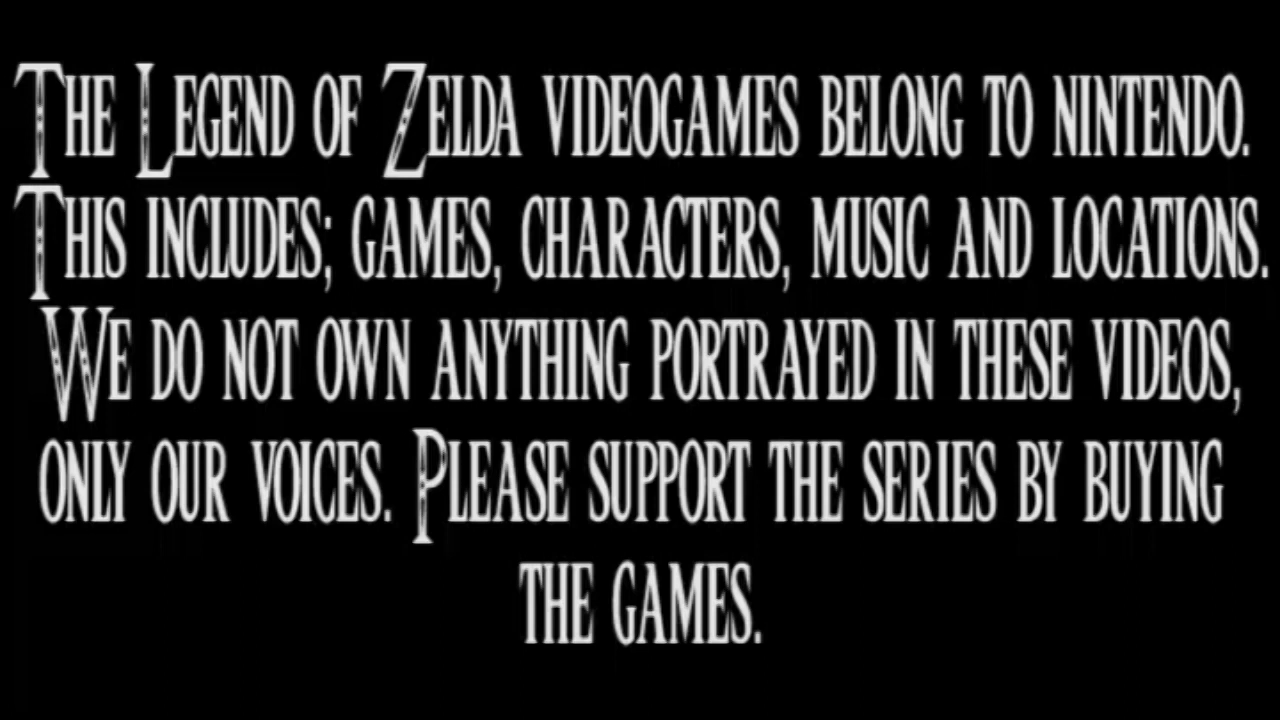 The Legend of Zelda videogames belong to nintendo.
This includes; games, characters, music and locations.
We do not own anything portrayed in these videos,
only our voices. Please support the series by buying
the games.